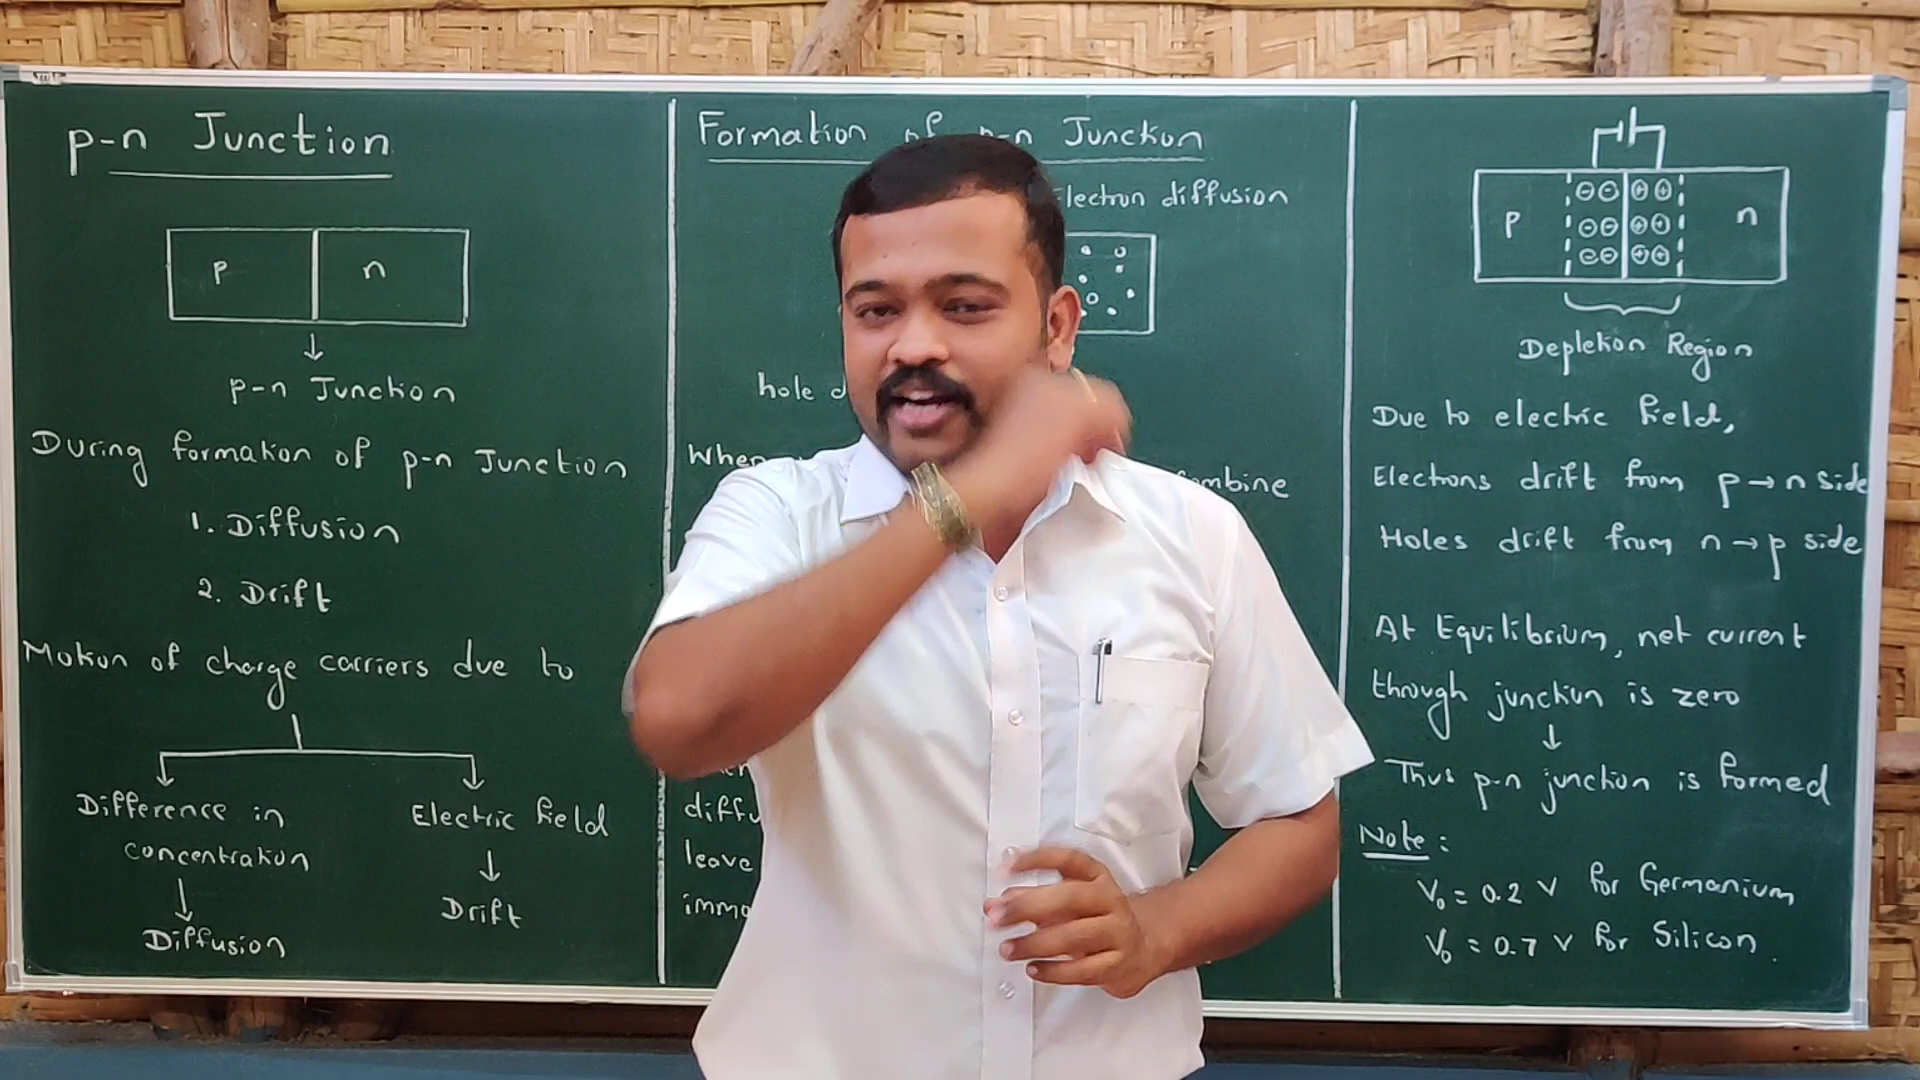 p-n Junction
p n
p-n Junction
During formation of p-n Junction
1. Diffusion
2. Drift
Motion of charge carriers due to
Difference in
concentration
Electric field
Diffusion
Drift
Formation of p-n Junction
lectron diffusion
hole
When
ombine
diffu
leave
immo
p n
Depletion Region
Due to electric field,
Electrons drift from p→n side
Holes drift from n→p side
At Equilibrium, net current
through junction is zero
Thus p-n junction is formed
Note:
V₀ = 0.2 V for Germanium
V₀ = 0.7 V for Silicon.